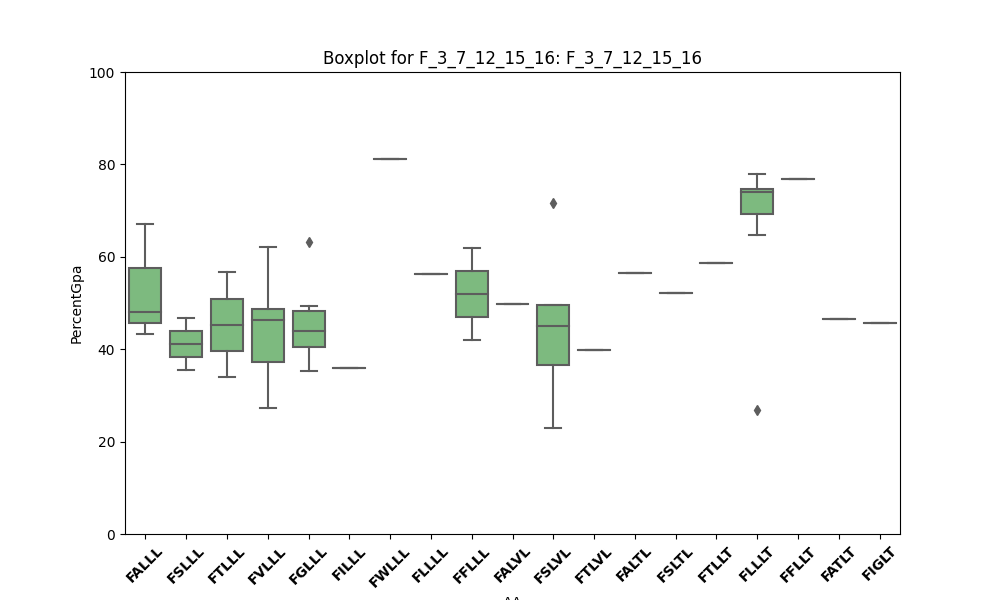 Boxplot for F_3_7_12_15_16: F_3_7_12_15_16
PercentGpa
100
80
60
40
20
0
FALLL
FSLLL
FTLLL
FVLLL
FGLLL
FILLL
FWLLL
FLLLL
FFLLL
FALVL
FSLVL
FTLVL
FALTL
FSLTL
FTLLT
FLLLT
FFLLT
FATLT
FIGLT